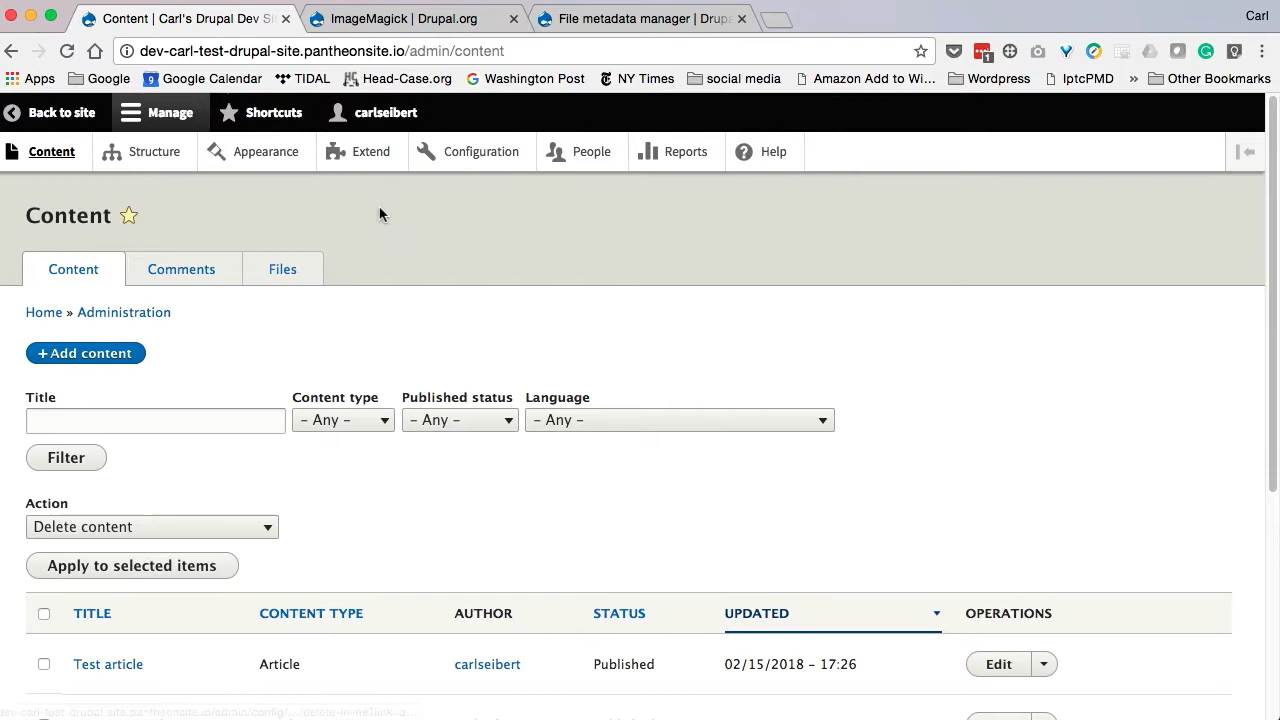 Content | Carl's Drupal Dev Si
ImageMagick | Drupal.org
File metadata manager | Drupa
Carl
dev-carl-test-drupal-site.pantheonsite.io/admin/content
1
Apps
Google
9
Google Calendar
TIDAL
Head-Case.org
Washington Post
NY Times
social media
Amazon Add to Wi...
Wordpress
IptcPMD
»
Other Bookmarks
Back to site
Manage
Shortcuts
carlseibert
Content
Structure
Appearance
Extend
Configuration
People
Reports
Help
Content
Content
Comments
Files
Home » Administration
+ Add content
Title
Content type
Published status
Language
– Any –
– Any –
– Any –
Filter
Action
Delete content
Apply to selected items
TITLE
CONTENT TYPE
AUTHOR
STATUS
UPDATED
OPERATIONS
Test article
Article
carlseibert
Published
02/15/2018 – 17:26
Edit